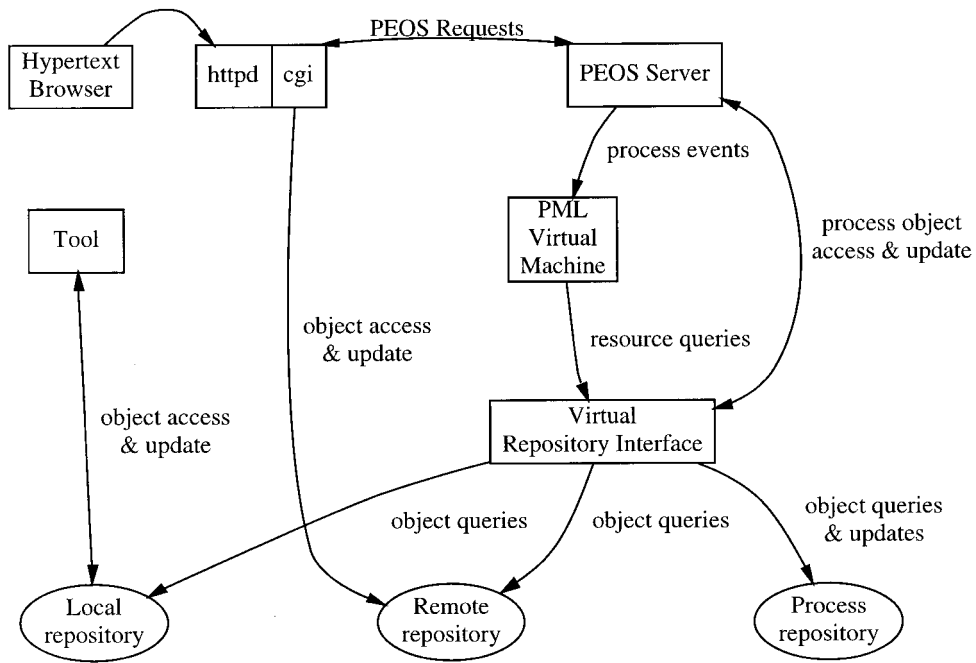 PEOS Requests
Hypertext
Browser
httpd
cgi
PEOS Server
process events
Tool
PML
Virtual
Machine
process object
access & update
object access
& update
resource queries
object access
& update
Virtual
Repository Interface
object queries
object queries
object queries
& updates
Local
repository
Remote
repository
Process
repository